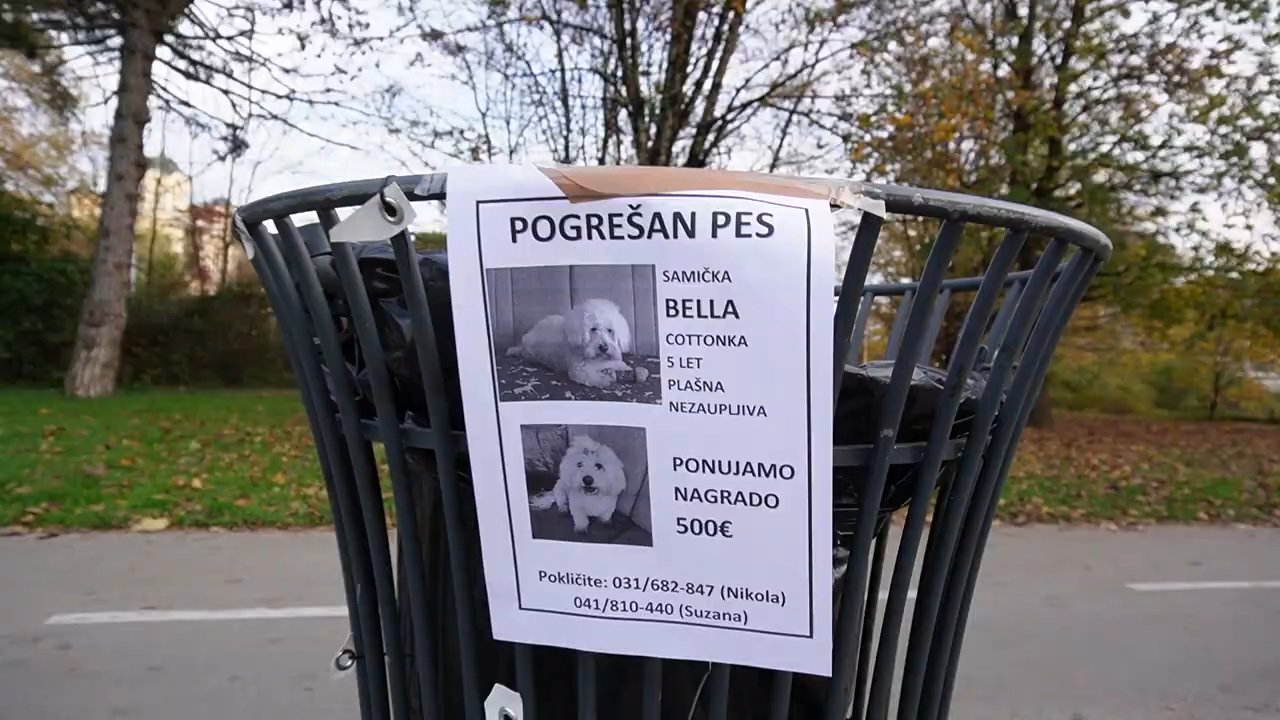 POGREŠAN PES
SAMIČKA
BELLA
COTTONKA
5 LET
PLAŠNA
NEZAUPLJIVA
PONUJAMO
NAGRADO
500€
Pokličite: 031/682-847 (Nikola)
041/810-440 (Suzana)